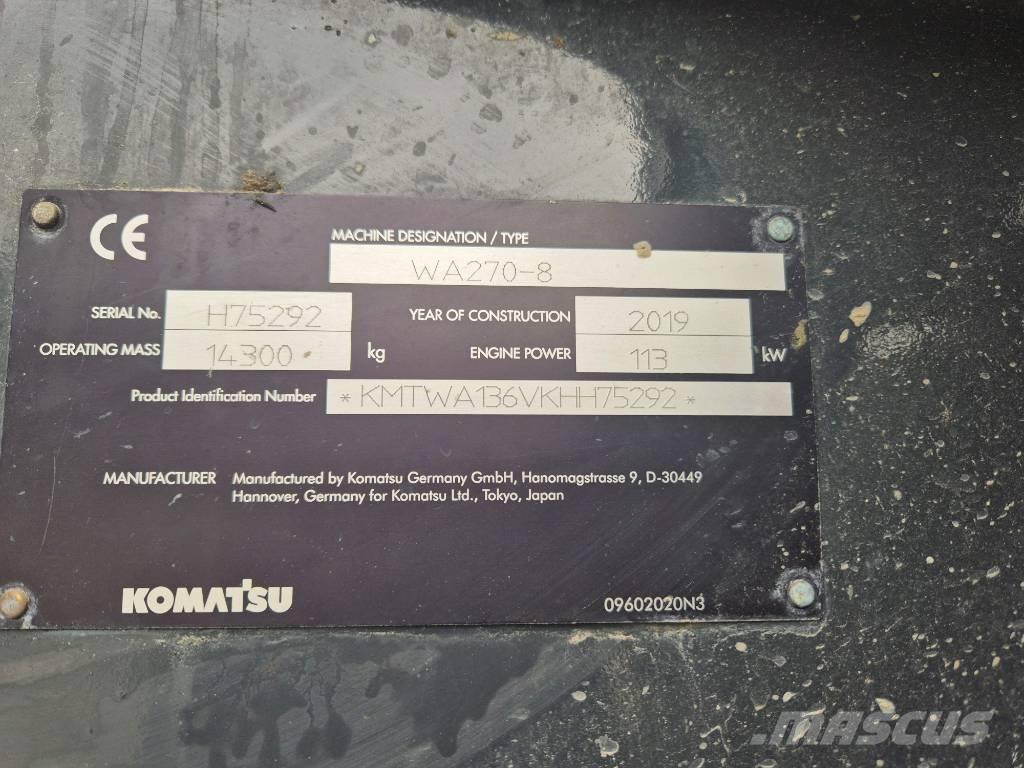 CE
MACHINE DESIGNATION / TYPE
WA270-8
SERIAL No. H75292 YEAR OF CONSTRUCTION 2019
OPERATING MASS 14300 kg ENGINE POWER 113 kW
Product Identification Number *KMTWA136VKHH75292*
MANUFACTURER Manufactured by Komatsu Germany GmbH, Hanomagstrasse 9, D-30449
Hannover, Germany for Komatsu Ltd., Tokyo, Japan
KOMATSU 09602020N3
MASCUS